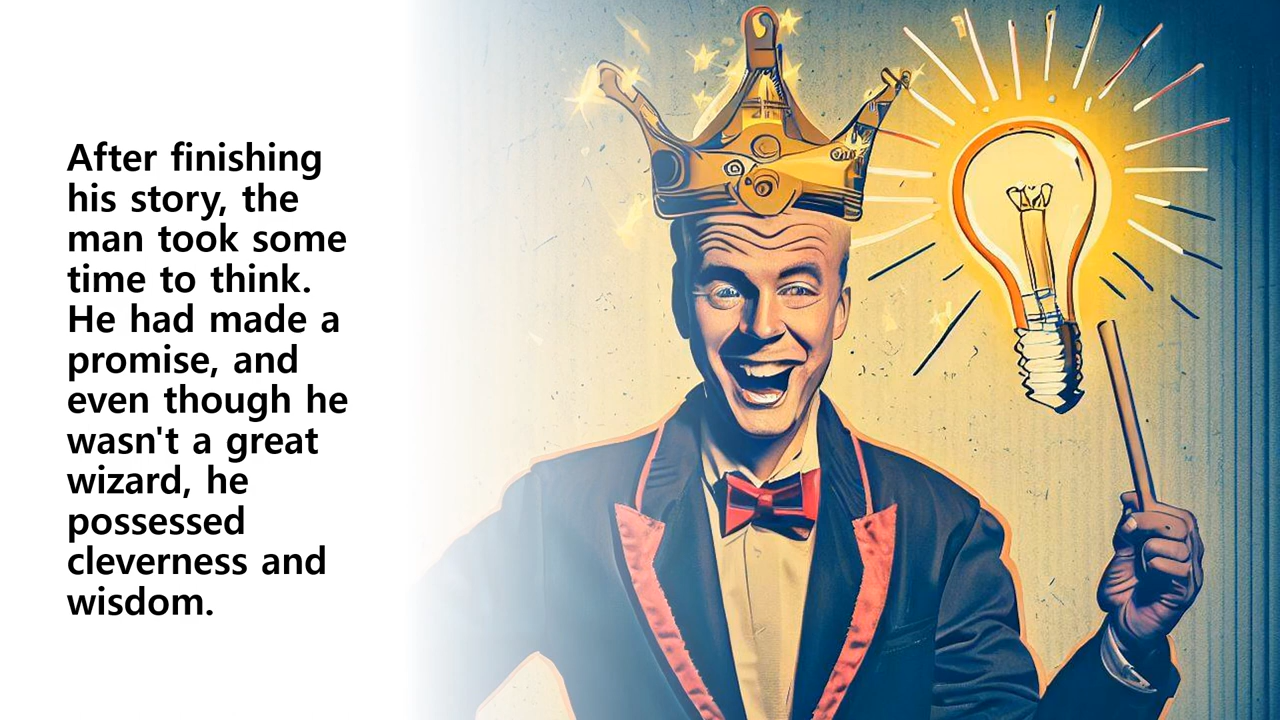 After finishing
his story, the
man took some
time to think.
He had made a
promise, and
even though he
wasn't a great
wizard, he
possessed
cleverness and
wisdom.